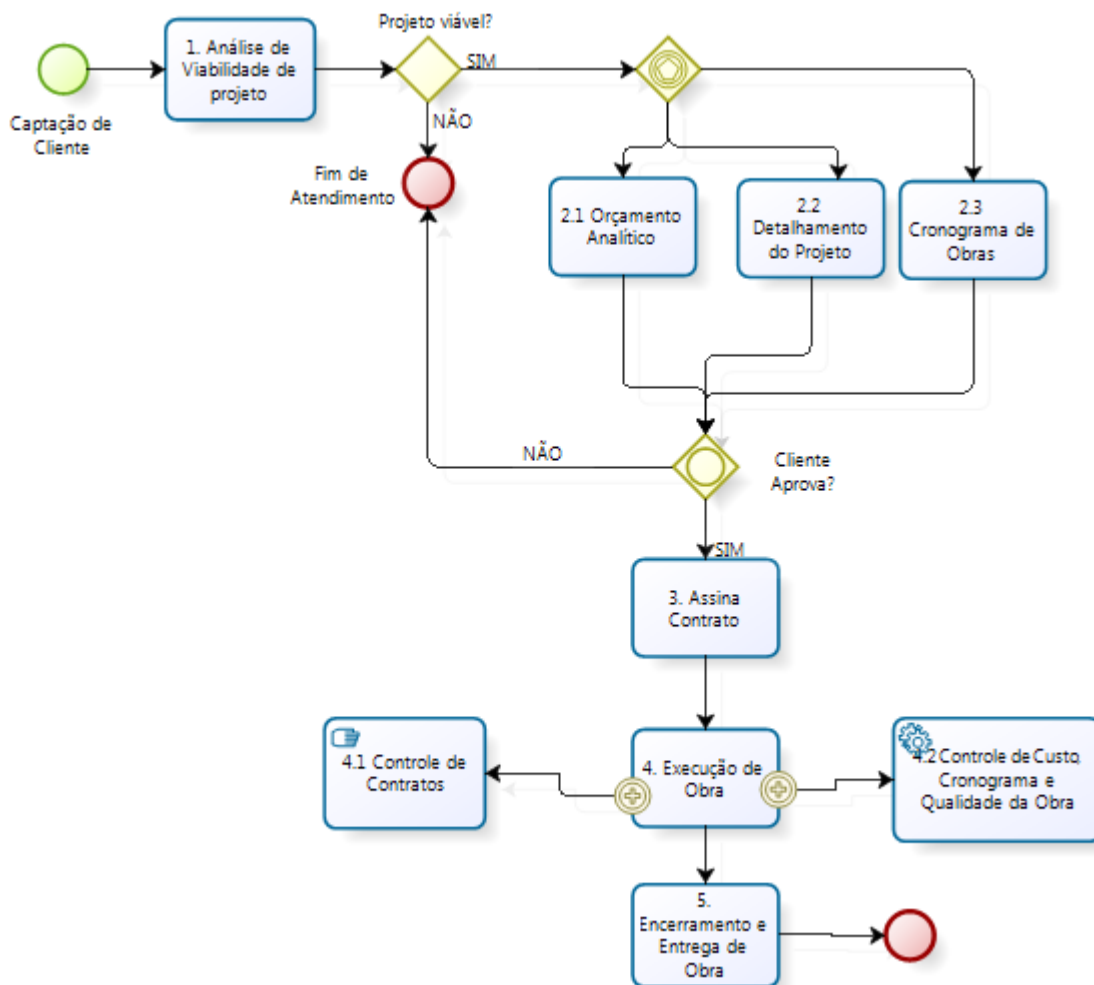 Projeto viável?
1. Análise de
Viabilidade de
projeto
SIM
Captação de
Cliente
NÃO
Fim de
Atendimento
2.1 Orçamento
Analítico
2.2
Detalhamento
do Projeto
2.3
Cronograma de
Obras
NÃO
Cliente
Aprova?
SIM
3. Assina
Contrato
4.1 Controle de
Contratos
4. Execução de
Obra
4.2 Controle de Custo,
Cronograma e
Qualidade da Obra
5.
Encerramento e
Entrega de
Obra